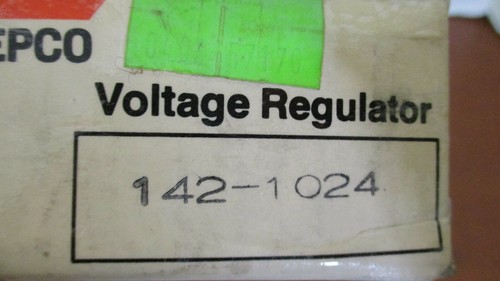 EPCO
Voltage Regulator
142-1024